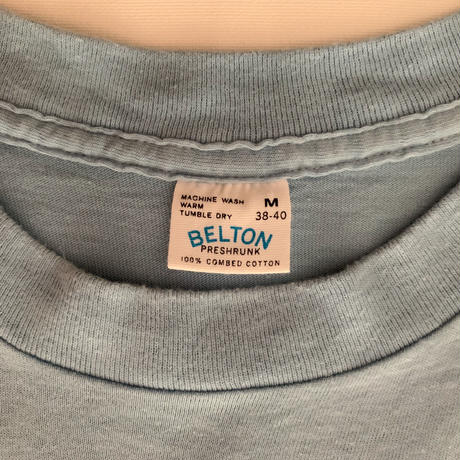 MACHINE WASH
WARM
TUMBLE DRY
M
38-40
BELTON
PRESHRUNK
100% COMBED COTTON